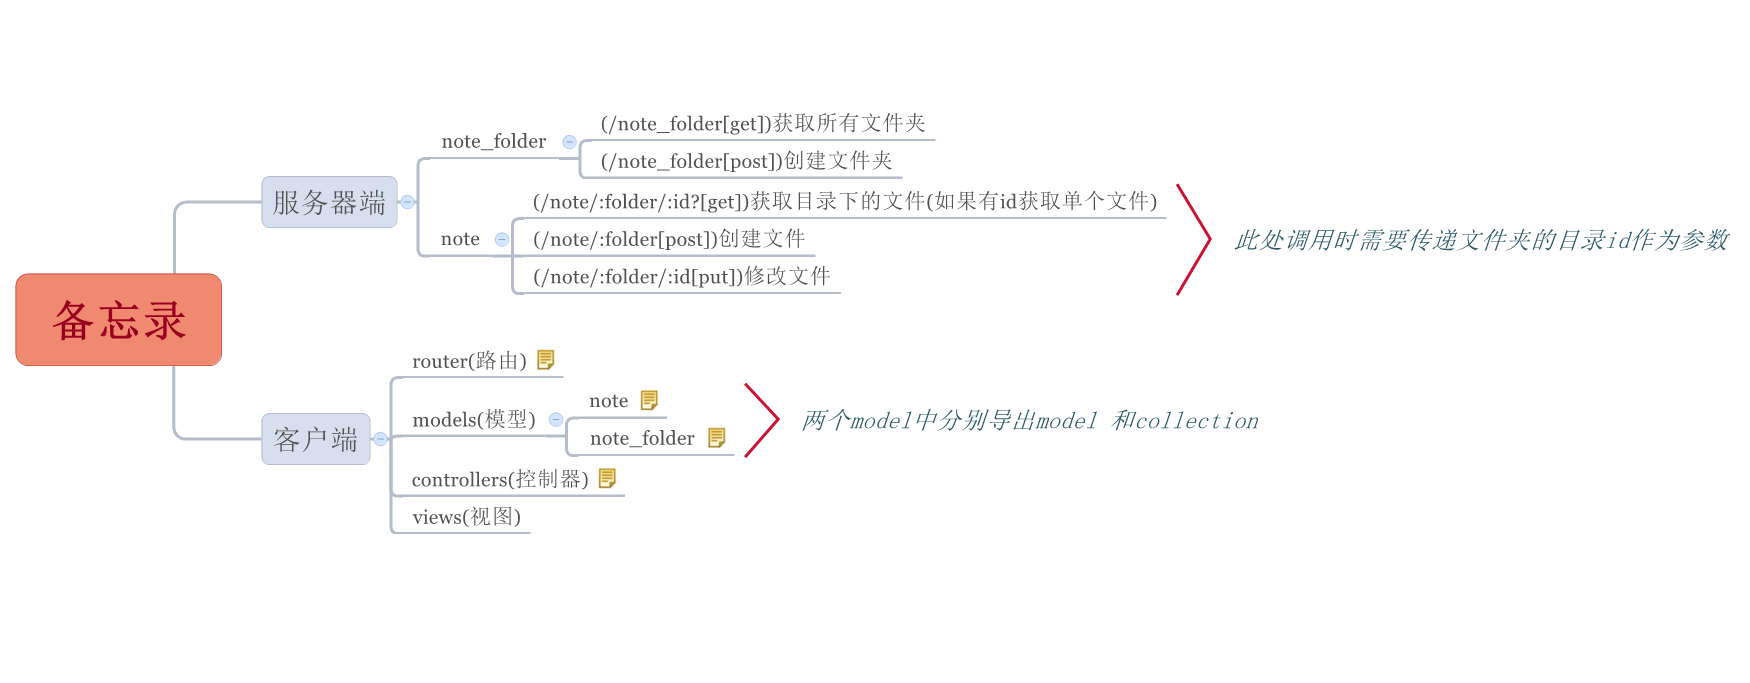 备忘录
服务器端
note_folder
(/note_folder[get])获取所有文件夹
(/note_folder[post])创建文件夹
note
(/note/:folder/:id?[get])获取目录下的文件(如果有id获取单个文件)
(/note/:folder[post])创建文件
(/note/:folder/:id[put])修改文件
此处调用时需要传递文件夹的目录id作为参数
客户端
router(路由)
models(模型)
note
note_folder
两个model中分别导出model 和collection
controllers(控制器)
views(视图)